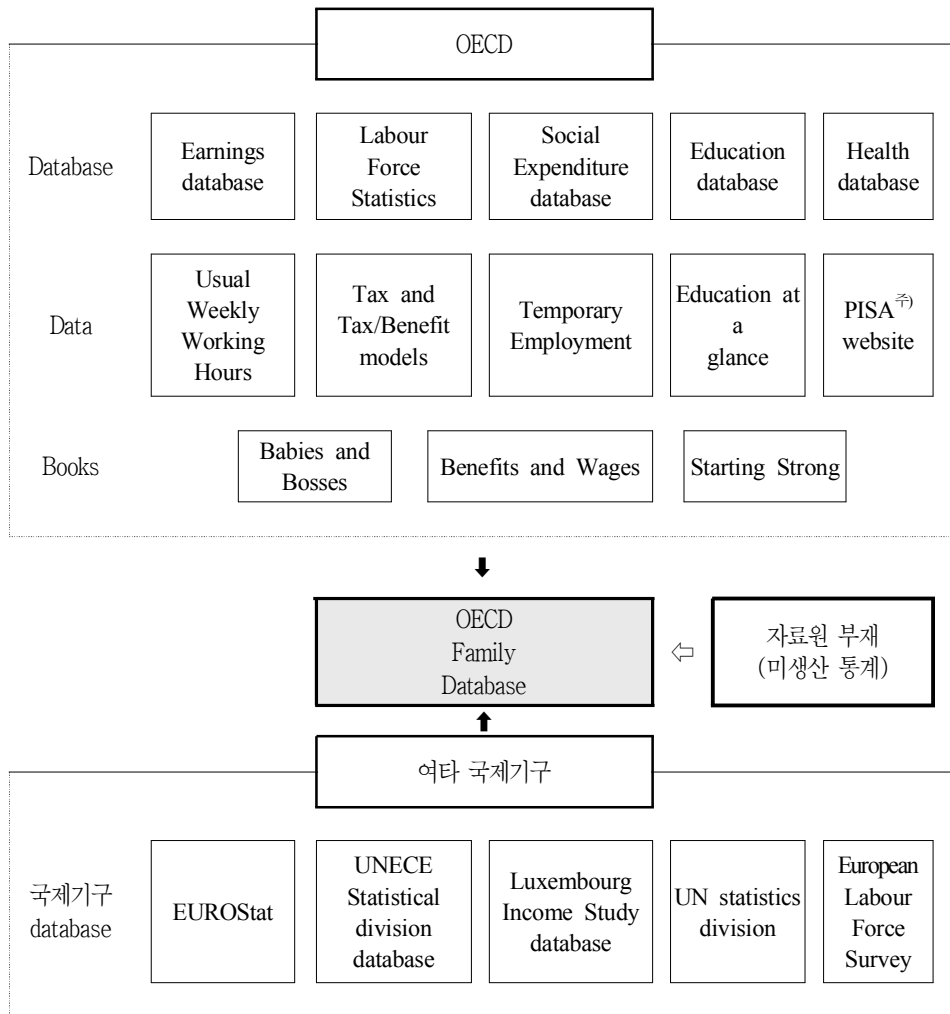 OECD
Database
Earnings
database
Labour
Force
Statistics
Social
Expenditure
database
Education
database
Health
database
Data
Usual
Weekly
Working
Hours
Tax and
Tax/Benefit
models
Temporary
Employment
Education at
a
glance
PISA주)
website
Books
Babies and
Bosses
Benefits and Wages
Starting Strong
⬇
OECD
Family
Database
⇦
자료원 부재
(미생산 통계)
⬆
여타 국제기구
국제기구
database
EUROStat
UNECE
Statistical
division
database
Luxembourg
Income Study
database
UN statistics
division
European
Labour
Force
Survey